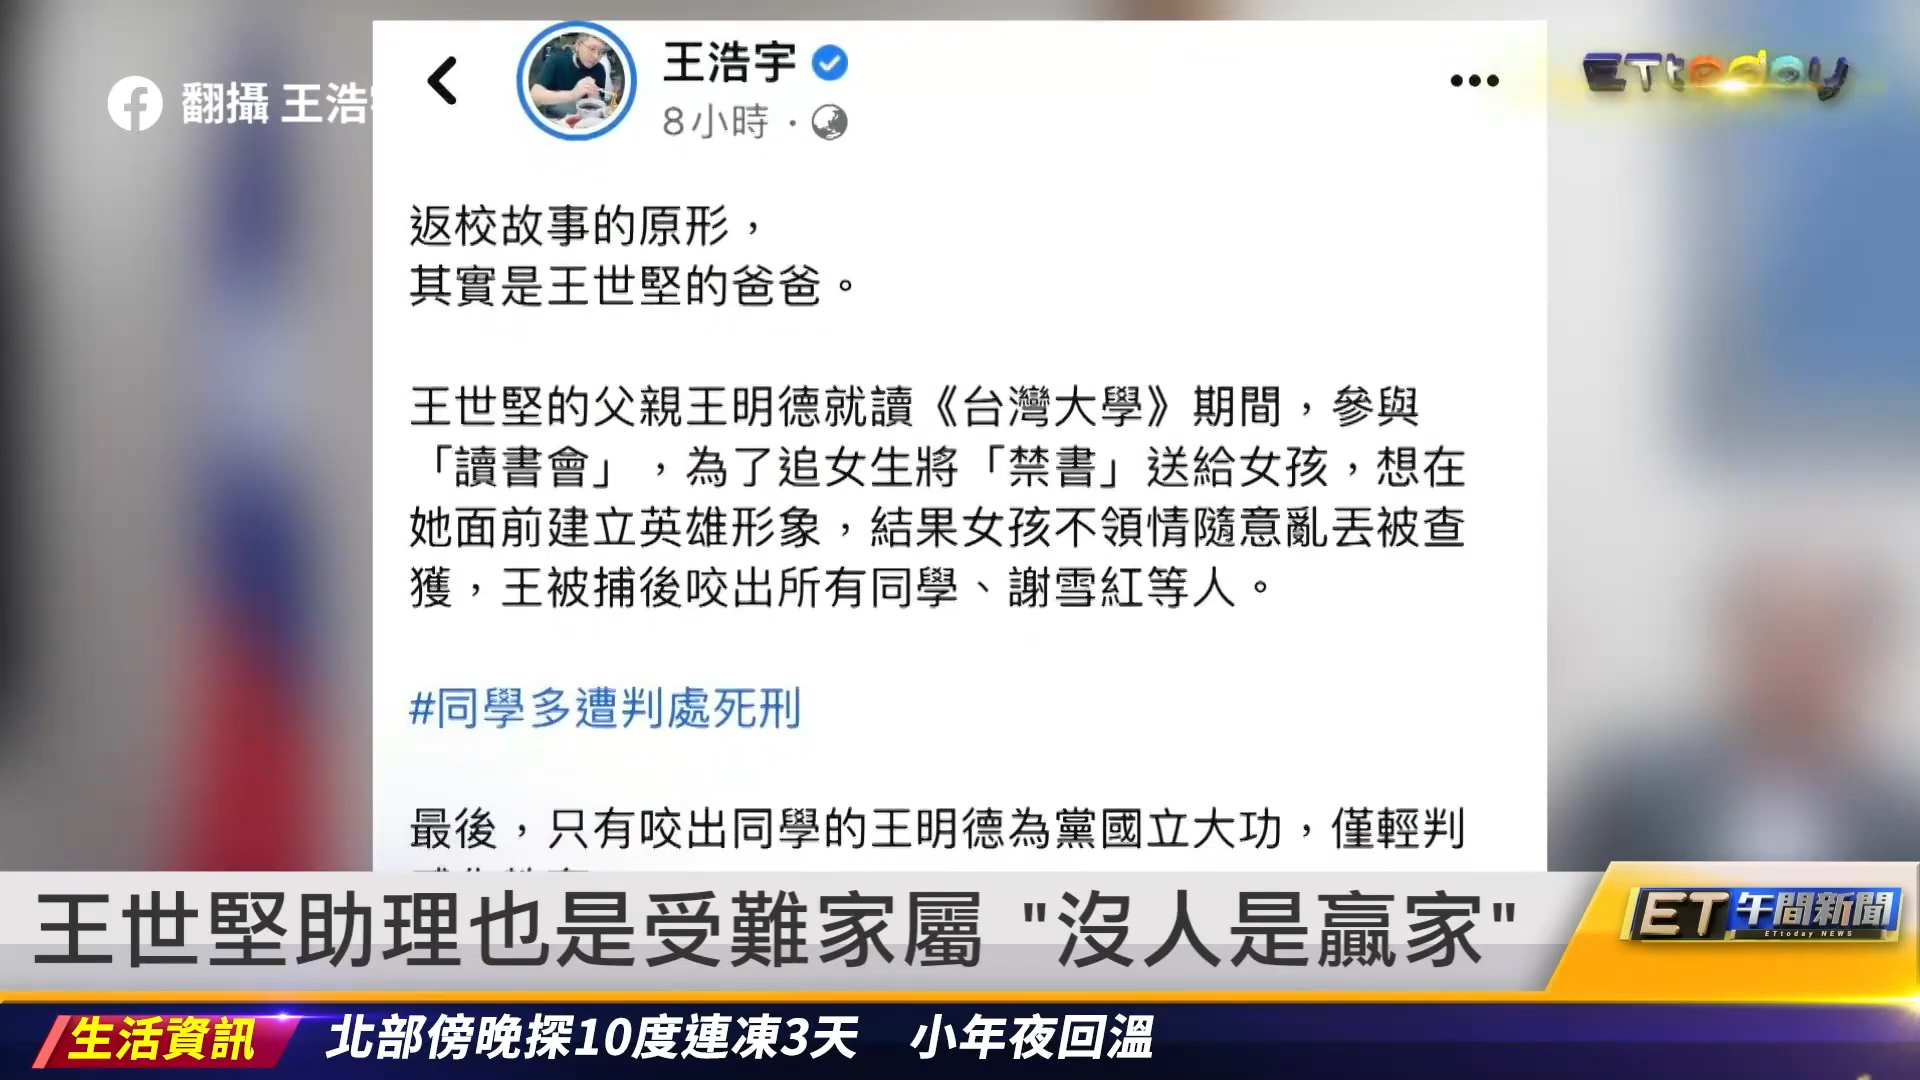 翻攝 王浩
王浩宇
8小時
ETtoday
返校故事的原形，
其實是王世堅的爸爸。
王世堅的父親王明德就讀《台灣大學》期間，參與
「讀書會」，為了追女生將「禁書」送給女孩，想在
她面前建立英雄形象，結果女孩不領情隨意亂丟被查
獲，王被捕後咬出所有同學、謝雪紅等人。
#同學多遭判處死刑
最後，只有咬出同學的王明德為黨國立大功，僅輕判
王世堅助理也是受難家屬 "沒人是贏家"
ET午間新聞
ETtoday NEWS
生活資訊
北部傍晚探10度連凍3天 小年夜回溫